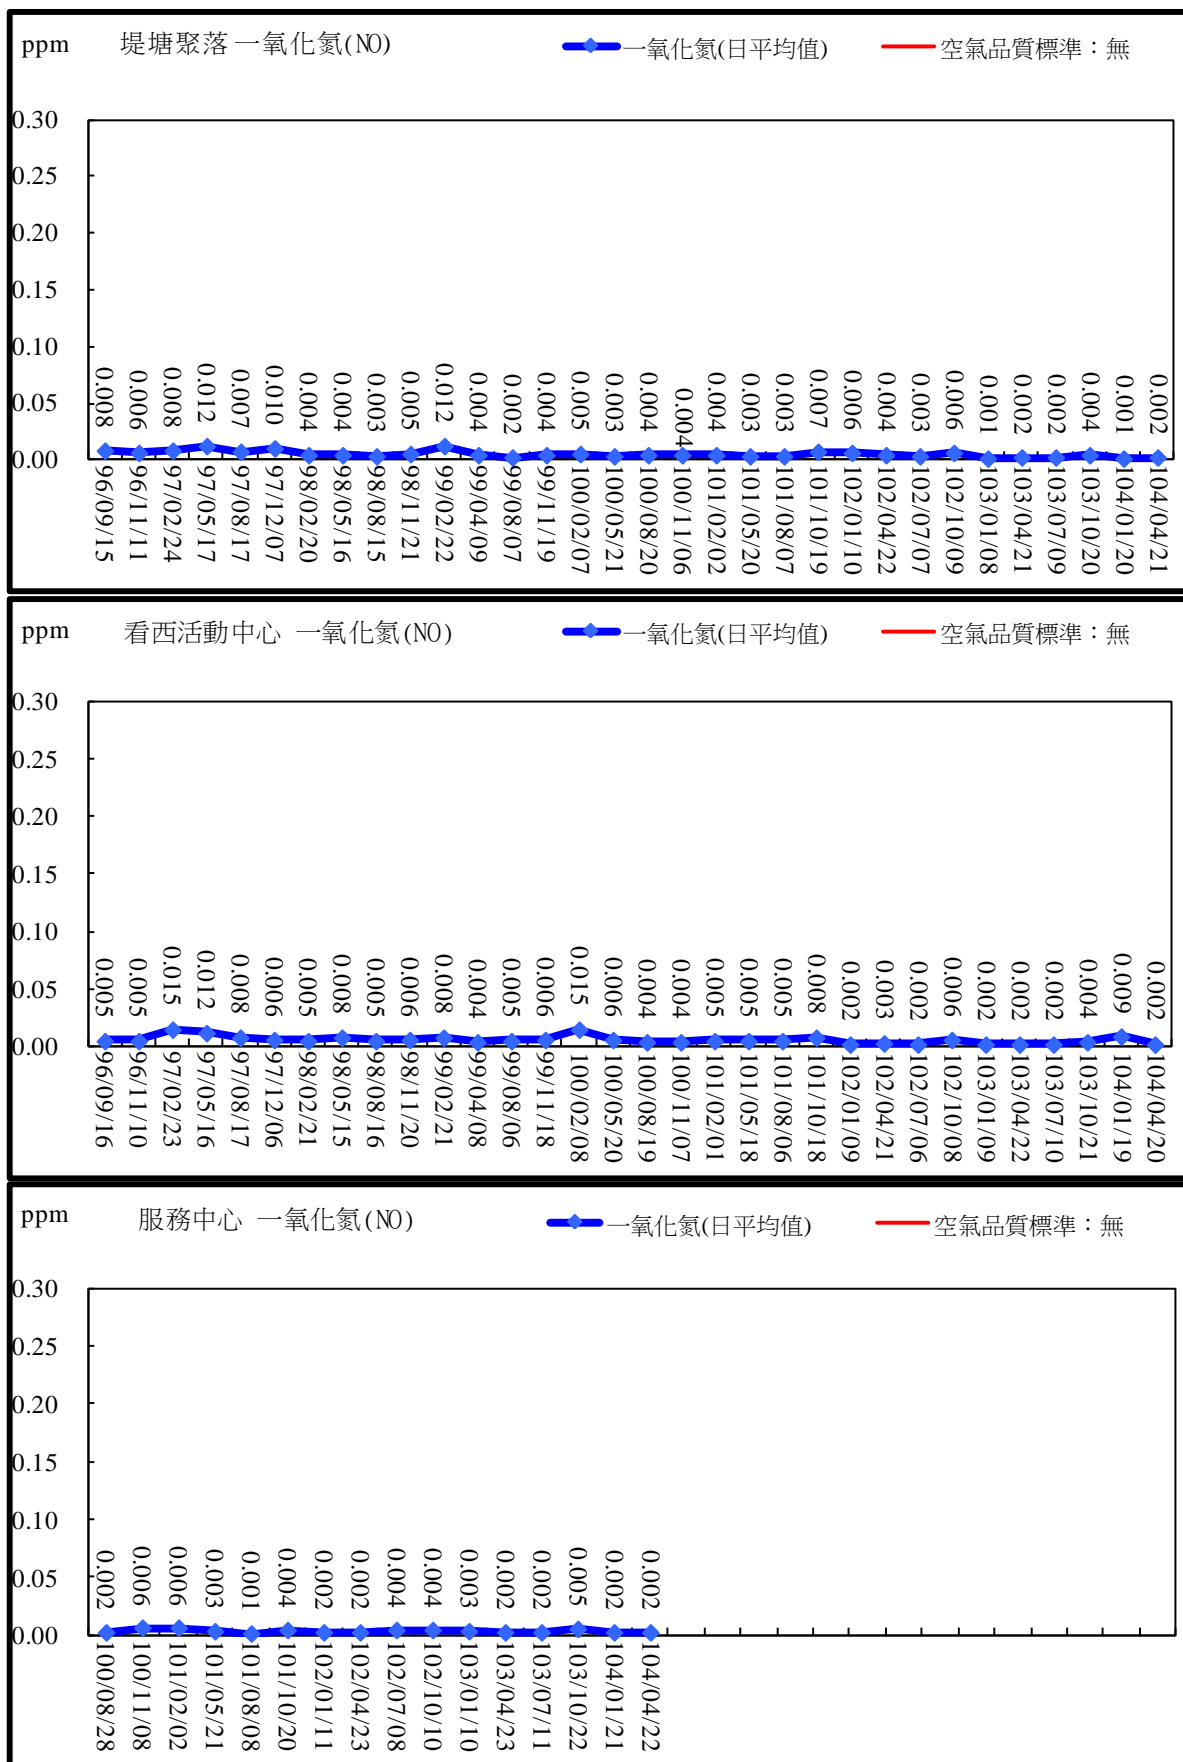 ppm 堤塘聚落 一氧化氮(NO) 一氧化氮(日平均值) 空氣品質標準：無
0.30
0.25
0.20
0.15
0.10
0.05
0.00
0.008 0.006 0.008 0.012 0.007 0.010 0.004 0.004 0.003 0.005 0.012 0.004 0.002 0.004 0.005 0.003 0.004 0.004 0.004 0.003 0.003 0.007 0.006 0.004 0.003 0.006 0.001 0.002 0.002 0.004 0.001 0.002
96/09/15 96/11/11 97/02/24 97/05/17 97/08/17 97/12/07 98/02/20 98/05/16 98/08/15 98/11/21 99/02/22 99/04/09 99/08/07 99/11/19 100/02/07 100/05/21 100/08/20 100/11/06 101/02/02 101/05/20 101/08/07 101/10/19 102/01/10 102/04/22 102/07/07 102/10/09 103/01/08 103/04/21 103/07/09 103/10/20 104/01/20 104/04/21
ppm 看西活動中心 一氧化氮(NO) 一氧化氮(日平均值) 空氣品質標準：無
0.30
0.25
0.20
0.15
0.10
0.05
0.00
0.005 0.005 0.015 0.012 0.008 0.006 0.005 0.008 0.005 0.006 0.008 0.004 0.005 0.006 0.015 0.006 0.004 0.004 0.005 0.005 0.005 0.008 0.002 0.003 0.002 0.006 0.002 0.002 0.002 0.004 0.009 0.002
96/09/16 96/11/10 97/02/23 97/05/16 97/08/17 97/12/06 98/02/21 98/05/15 98/08/16 98/11/20 99/02/21 99/04/08 99/08/06 99/11/18 100/02/08 100/05/20 100/08/19 100/11/07 101/02/01 101/05/18 101/08/06 101/10/18 102/01/09 102/04/21 102/07/06 102/10/08 103/01/09 103/04/22 103/07/10 103/10/21 104/01/19 104/04/20
ppm 服務中心 一氧化氮(NO) 一氧化氮(日平均值) 空氣品質標準：無
0.30
0.25
0.20
0.15
0.10
0.05
0.00
0.002 0.006 0.006 0.003 0.001 0.004 0.002 0.002 0.004 0.004 0.003 0.002 0.002 0.005 0.002 0.002
100/08/28 100/11/08 101/02/02 101/05/21 101/08/08 101/10/20 102/01/11 102/04/23 102/07/08 102/10/10 103/01/10 103/04/23 103/07/11 103/10/22 104/01/21 104/04/22